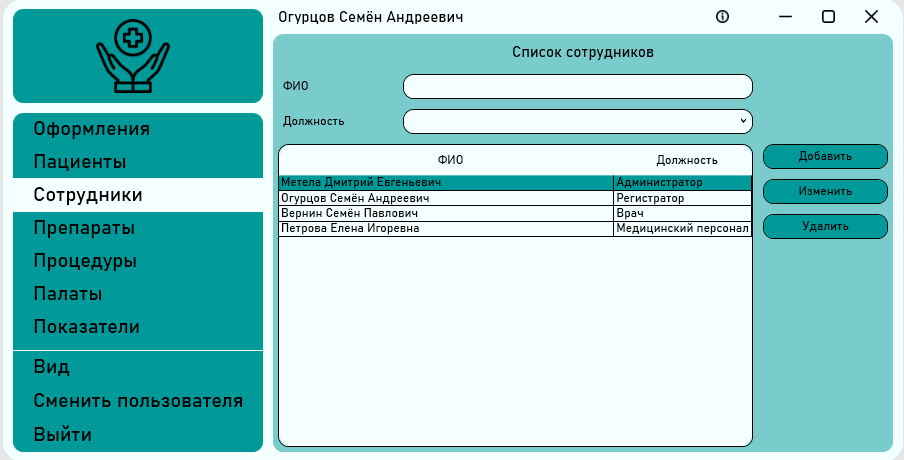 Огурцов Семён Андреевич
Оформления
Пациенты
Сотрудники
Препараты
Процедуры
Палаты
Показатели
Вид
Сменить пользователя
Выйти
Список сотрудников
ФИО
Должность
ФИО Должность
Метела Дмитрий Евгеньевич Администратор
Огурцов Семён Андреевич Регистратор
Вернин Семён Павлович Врач
Петрова Елена Игоревна Медицинский персонал
Добавить
Изменить
Удалить